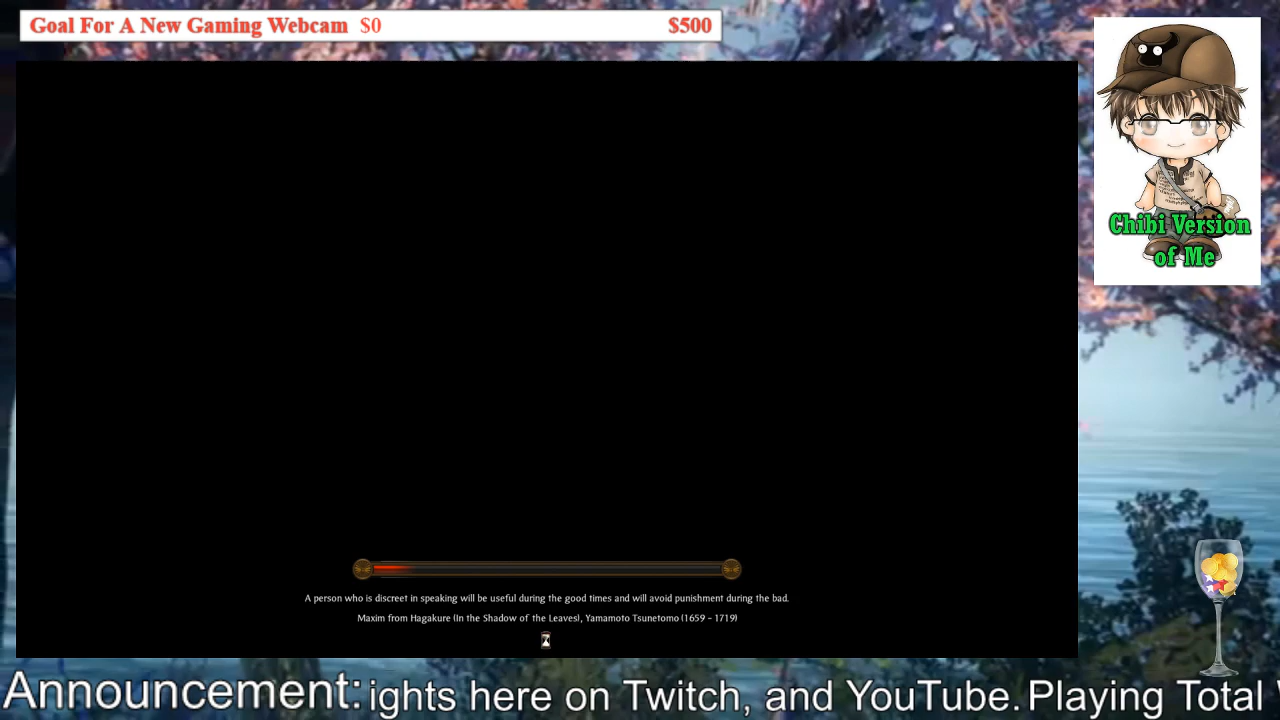 Goal For A New Gaming Webcam $0 $500
Chibi Version
of Me
A person who is discreet in speaking will be useful during the good times and will avoid punishment during the bad.
Maxim from Hagakure (In the Shadow of the Leaves), Yamamoto Tsunetomo (1659 - 1719)
Announcement: ights here on Twitch, and YouTube. Playing Total